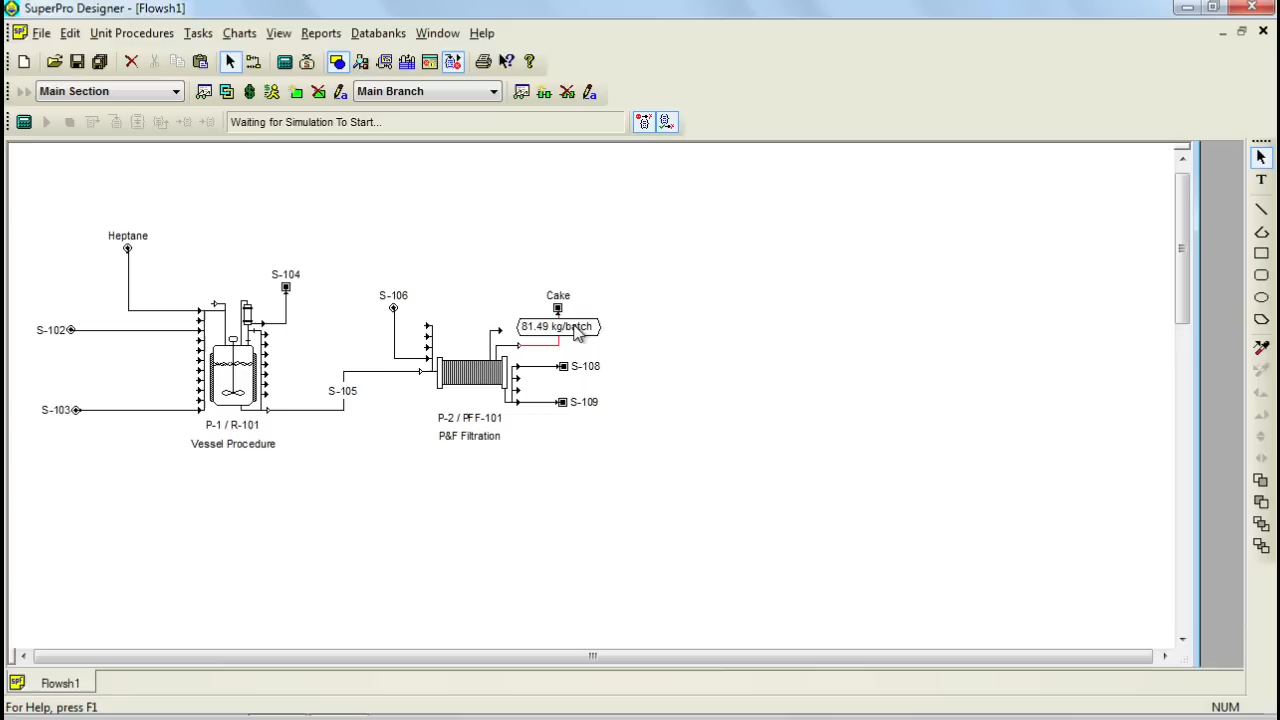 SuperPro Designer - [Flowsh1]
File Edit Unit Procedures Tasks Charts View Reports Databanks Window Help
Main Section Main Branch
Waiting for Simulation To Start...
Heptane
S-104
S-106
Cake
81.49 kg/batch
S-102
S-108
S-105
S-109
S-103
P-1 / R-101
Vessel Procedure
P-2 / PFF-101
P&F Filtration
Flowsh1
For Help, press F1 NUM